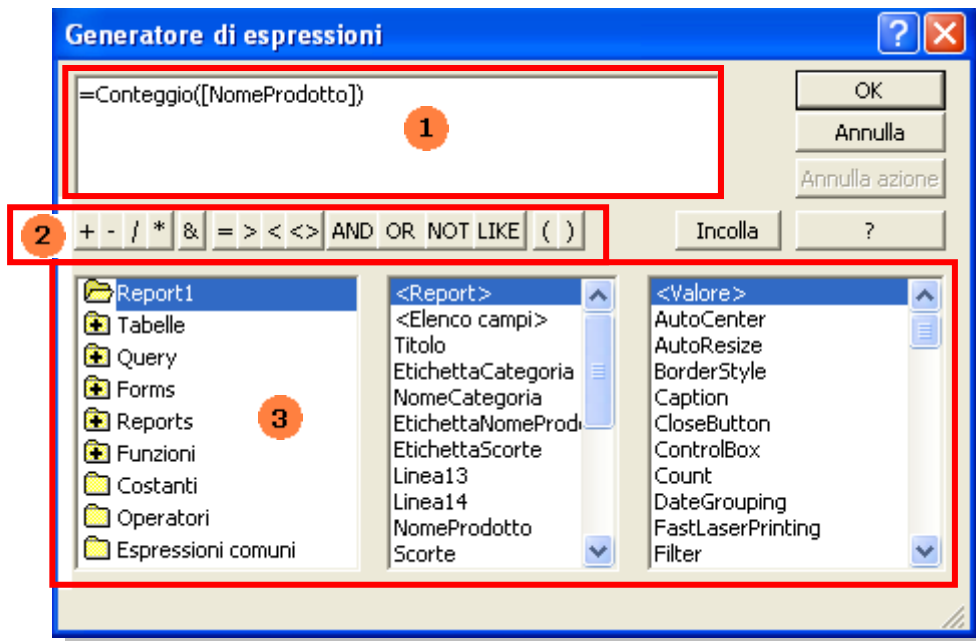 Generatore di espressioni
?
=Conteggio([NomeProdotto])
1
OK
Annulla
Annulla azione
2
+ - / * & = > < <> AND OR NOT LIKE ( )
Incolla
?
Report1
Tabelle
Query
Forms
Reports
3
Funzioni
Costanti
Operatori
Espressioni comuni
<Report>
<Elenco campi>
Titolo
EtichettaCategoria
NomeCategoria
EtichettaNomeProd
EtichettaScorte
Linea13
Linea14
NomeProdotto
Scorte
<Valore>
AutoCenter
AutoResize
BorderStyle
Caption
CloseButton
ControlBox
Count
DateGrouping
FastLaserPrinting
Filter